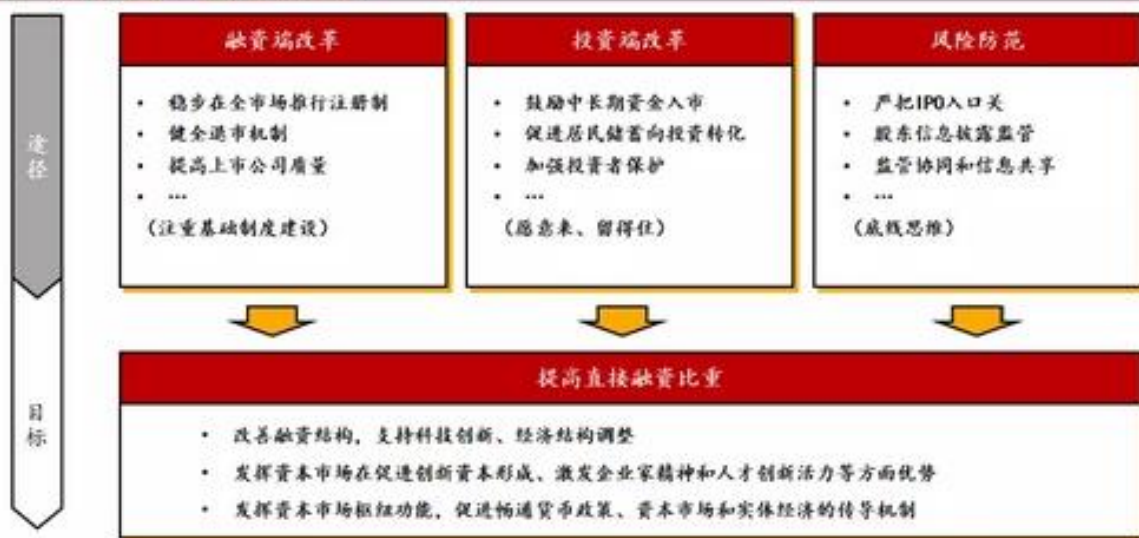 途径
融资端改革
• 稳步在全市场推行注册制
• 健全退市机制
• 提高上市公司质量
• …
（注重基础制度建设）
投资端改革
• 鼓励中长期资金入市
• 促进居民储蓄向投资转化
• 加强投资者保护
• …
（愿意来、留得住）
风险防范
• 严把IPO入口关
• 股东信息披露监管
• 监管协同和信息共享
• …
（底线思维）
目标
提高直接融资比重
• 改善融资结构，支持科技创新、经济结构调整
• 发挥资本市场在促进创新资本形成、激发企业家精神和人才创新活力等方面优势
• 发挥资本市场枢纽功能，促进畅通货币政策、资本市场和实体经济的传导机制